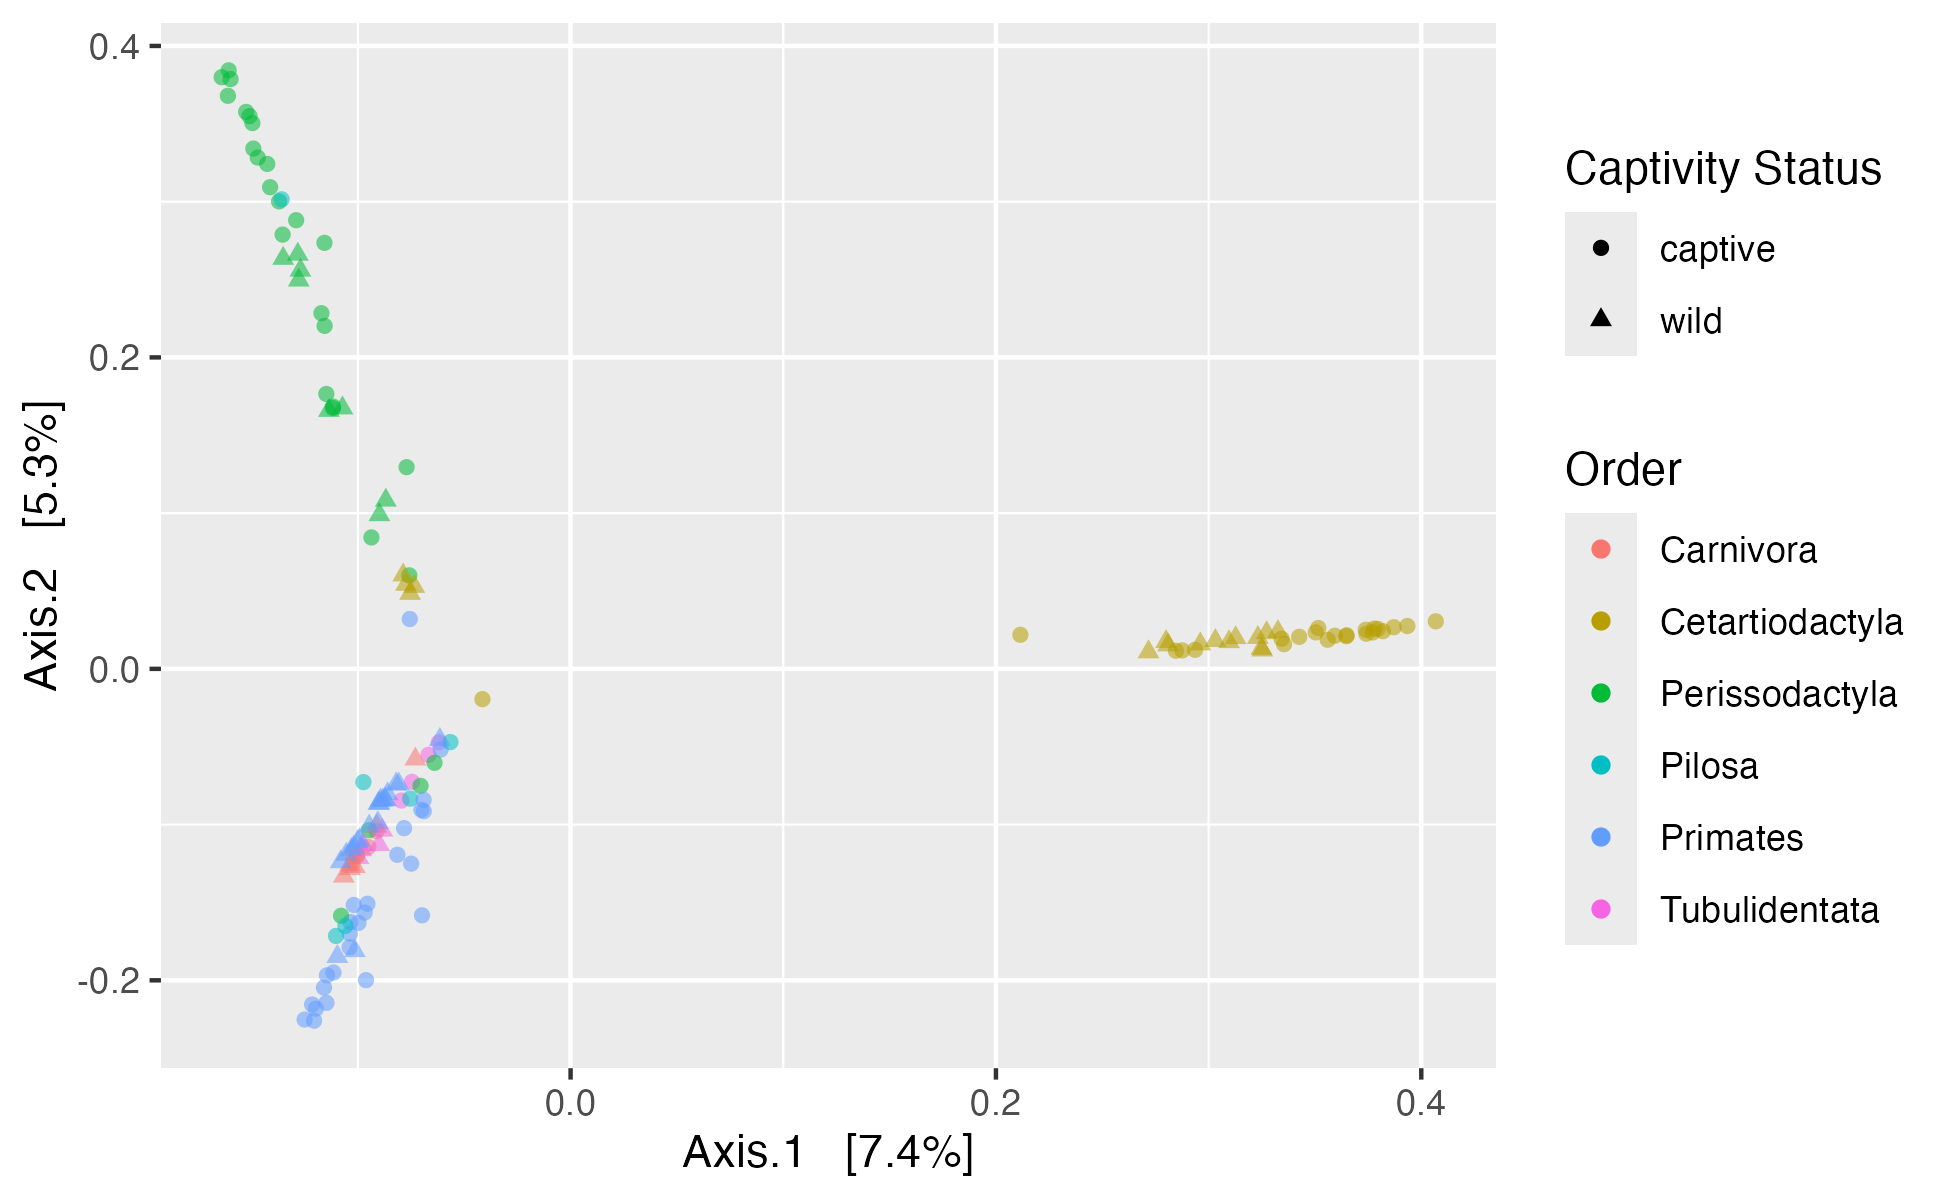 0.4
0.2
0.0
-0.2
Axis.2 [5.3%]
0.0
0.2
0.4
Axis.1 [7.4%]
Captivity Status
captive
wild
Order
Carnivora
Cetartiodactyla
Perissodactyla
Pilosa
Primates
Tubulidentata